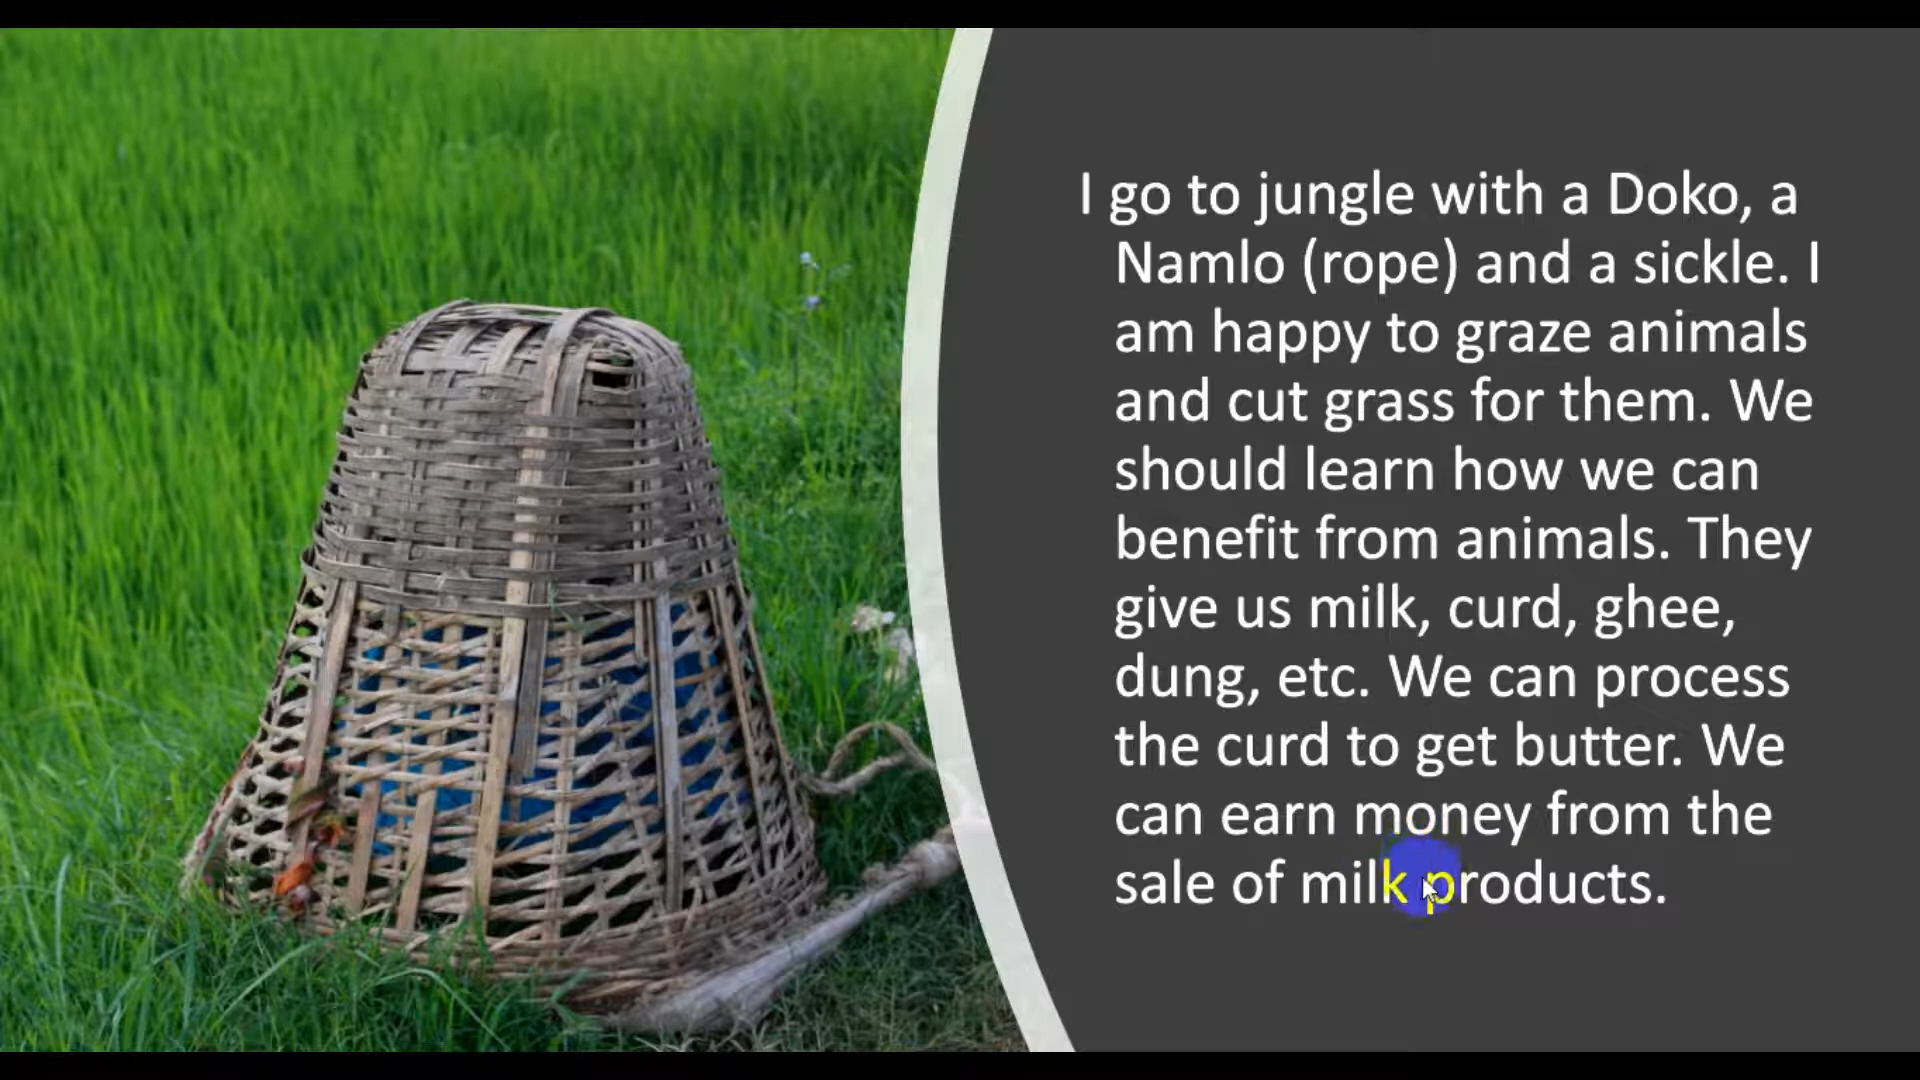 I go to jungle with a Doko, a
Namlo (rope) and a sickle. I
am happy to graze animals
and cut grass for them. We
should learn how we can
benefit from animals. They
give us milk, curd, ghee,
dung, etc. We can process
the curd to get butter. We
can earn money from the
sale of milk products.